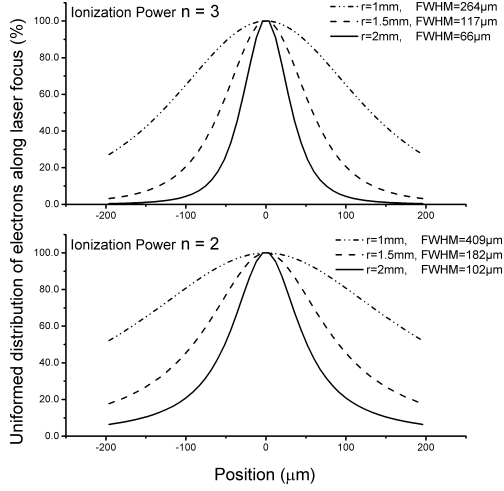 Uniformed distribution of electrons along laser focus (%)
Ionization Power n = 3
r=1mm, FWHM=264μm
r=1.5mm, FWHM=117μm
r=2mm, FWHM=66μm
100.0
80.0
60.0
40.0
20.0
0.0
-200 -100 0 100 200
Ionization Power n = 2
r=1mm, FWHM=409μm
r=1.5mm, FWHM=182μm
r=2mm, FWHM=102μm
100.0
80.0
60.0
40.0
20.0
0.0
-200 -100 0 100 200
Position (μm)